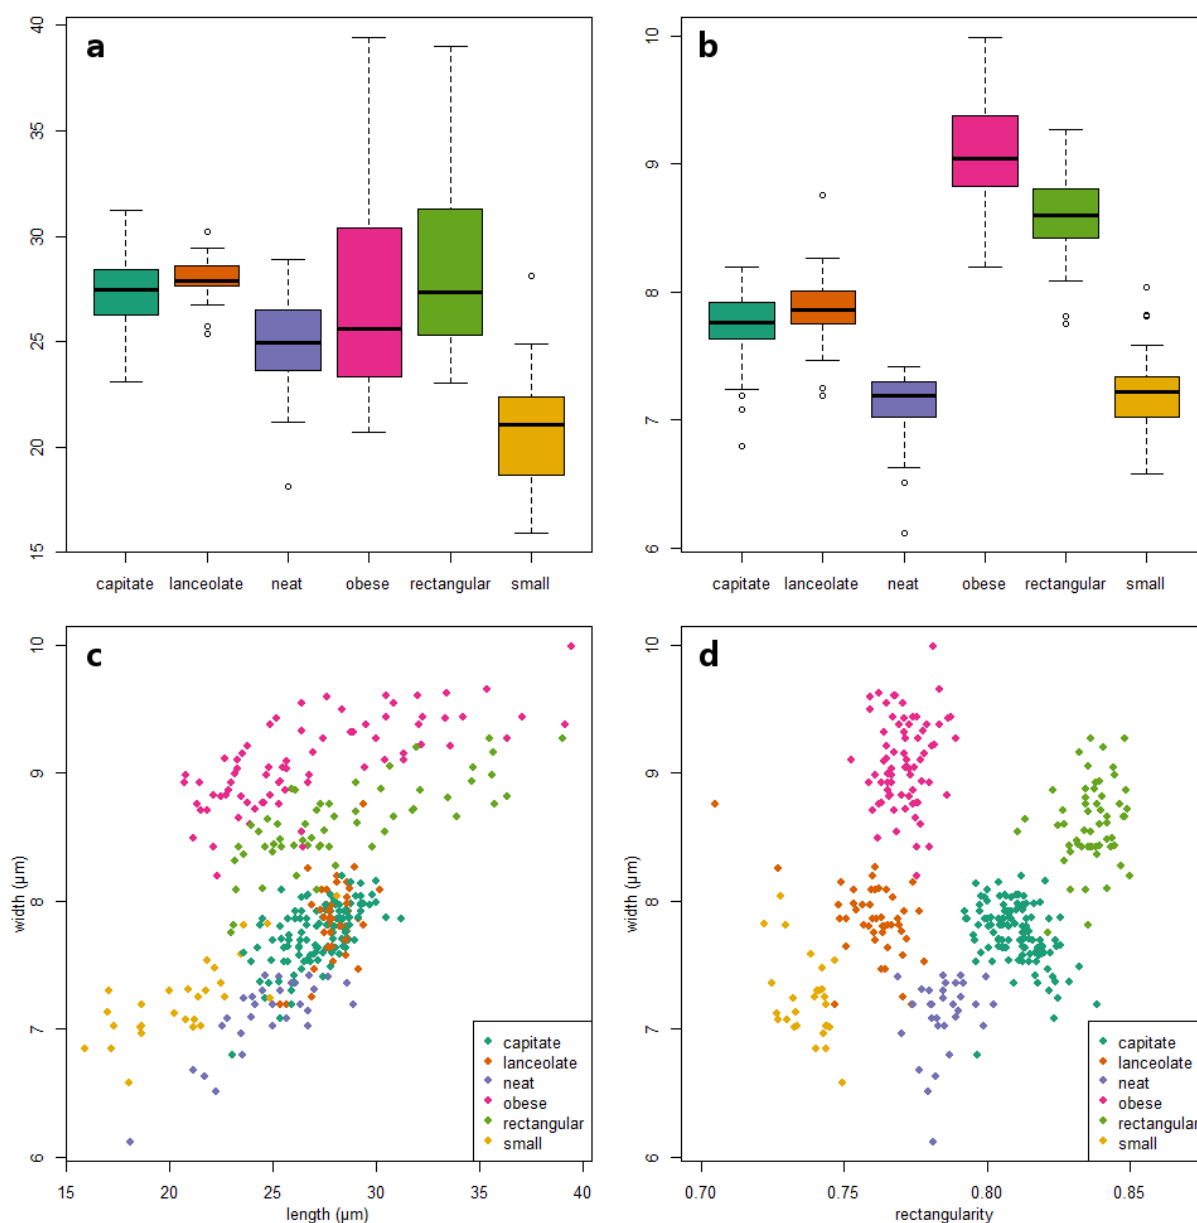 a
40
35
30
25
20
15
capitate lanceolate neat obese rectangular small
b
10
9
8
7
6
capitate lanceolate neat obese rectangular small
c
width (µm)
10
9
8
7
6
15 20 25 30 35 40
length (µm)
capitate
lanceolate
neat
obese
rectangular
small
d
width (µm)
10
9
8
7
6
0.70 0.75 0.80 0.85
rectangularity
capitate
lanceolate
neat
obese
rectangular
small